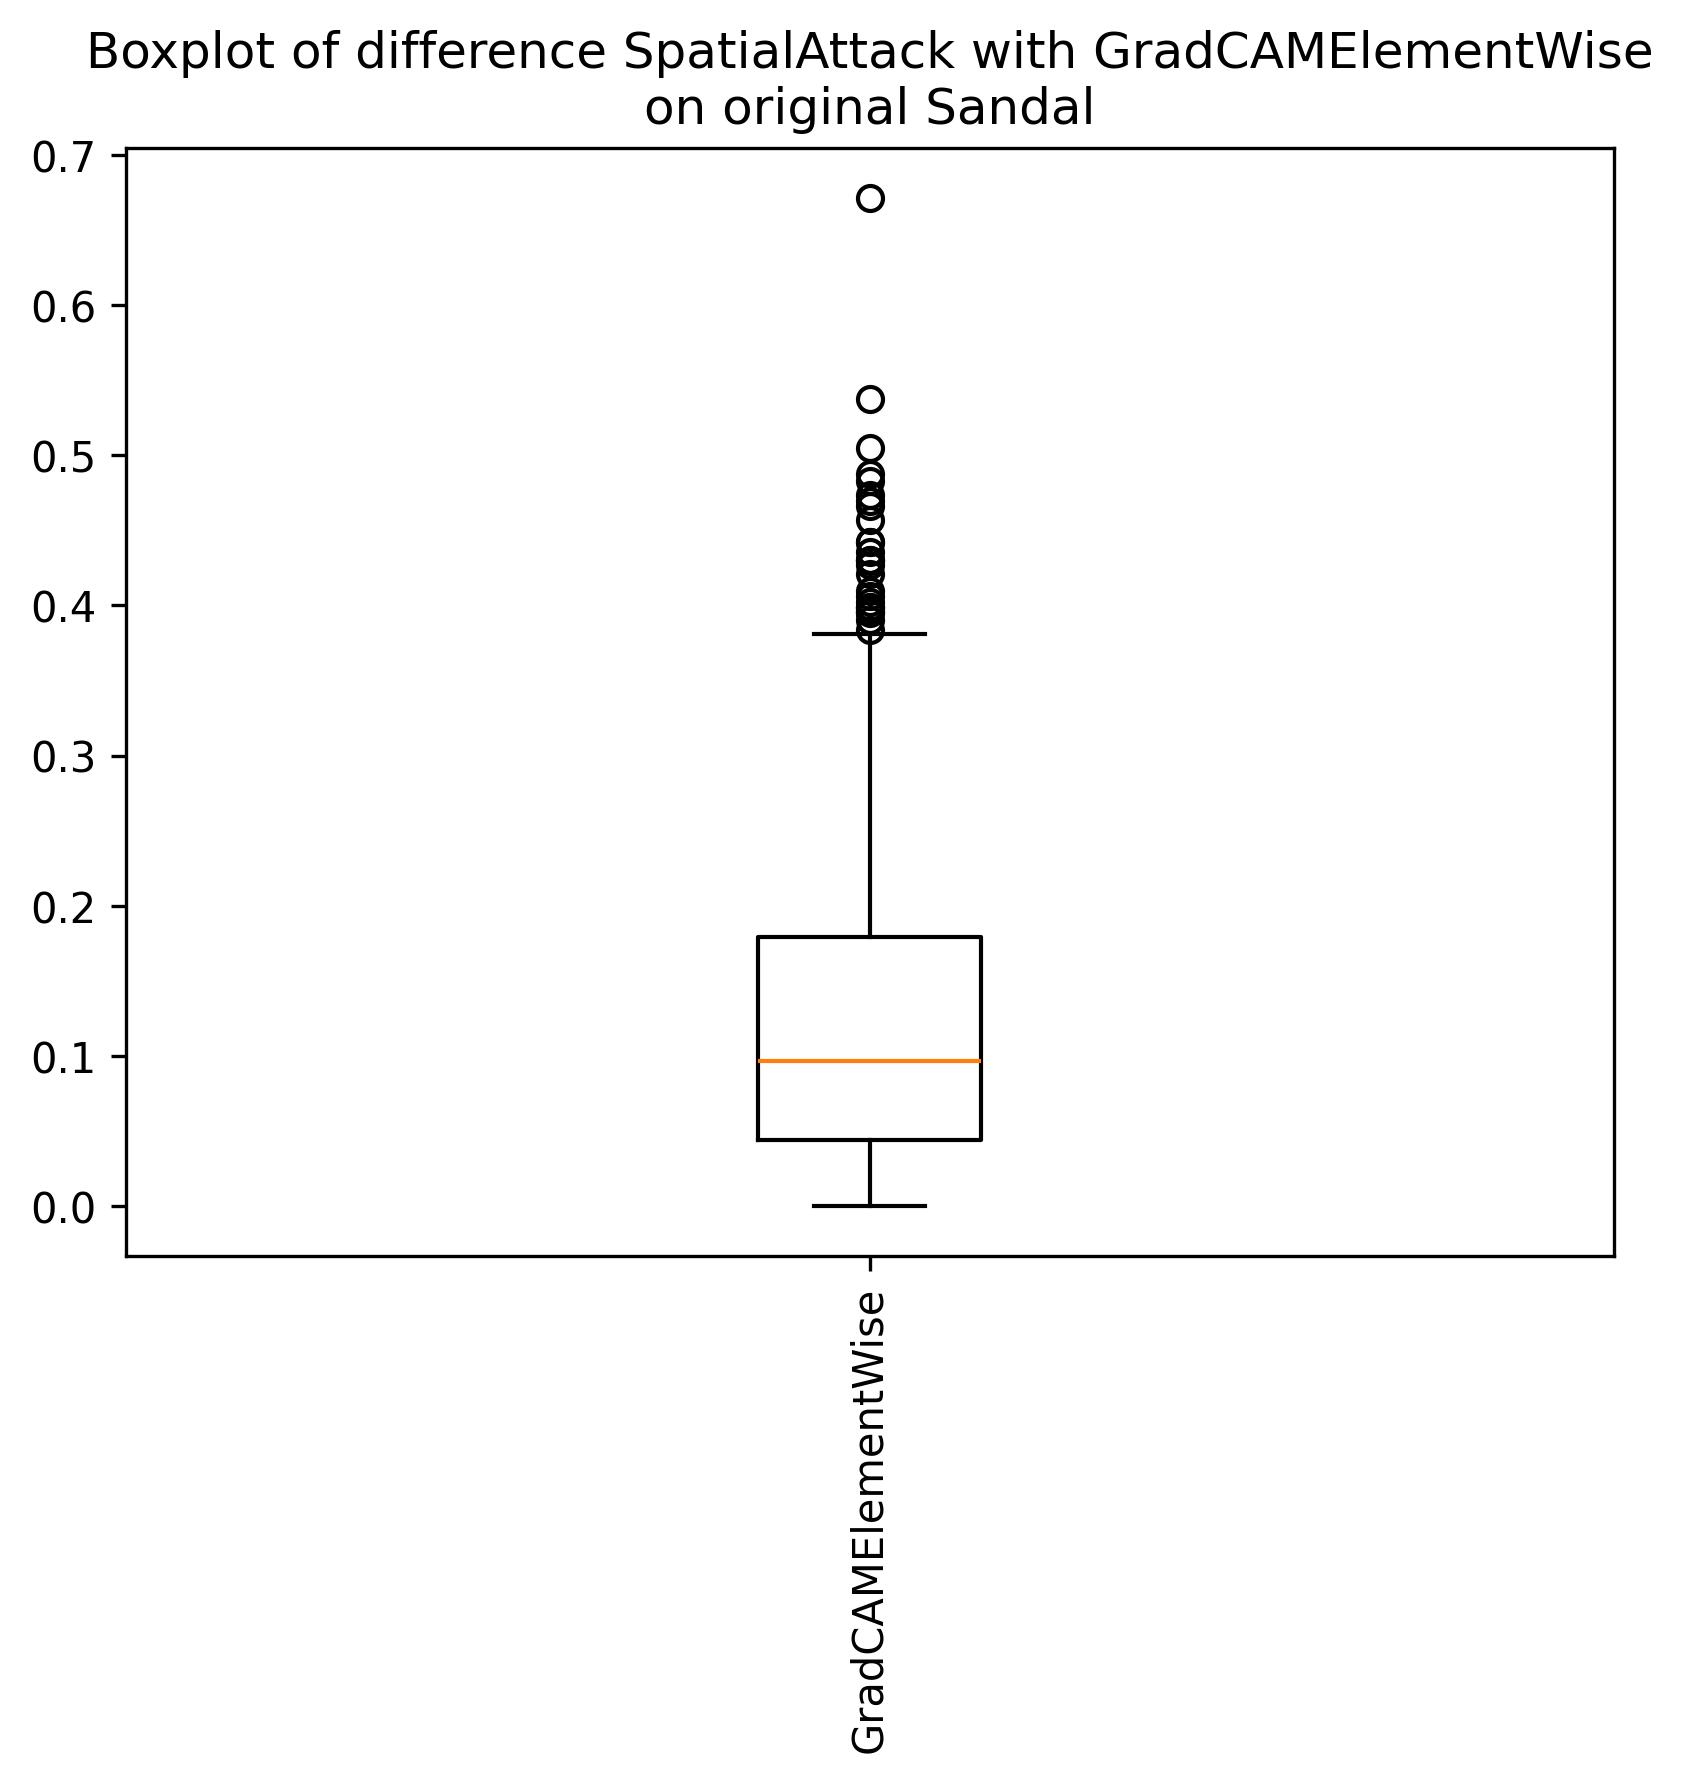 Boxplot of difference SpatialAttack with GradCAMElementWise
on original Sandal
0.7
0.6
0.5
0.4
0.3
0.2
0.1
0.0
GradCAMElementWise